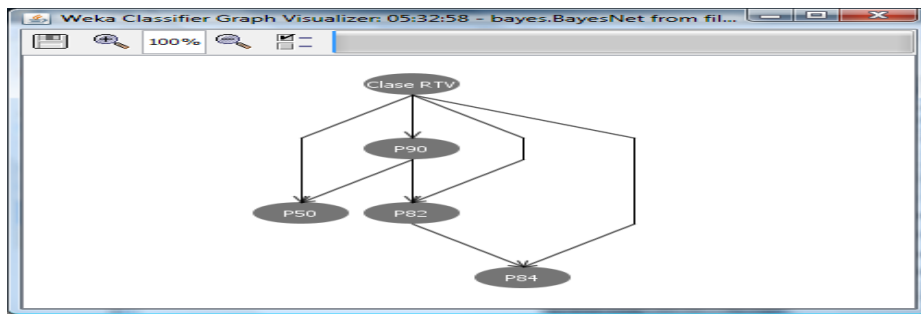 Weka Classifier Graph Visualizer: 05:32:58 - bayes.BayesNet from fil...
100%
Clase RTV
P90
P50 P82
P84